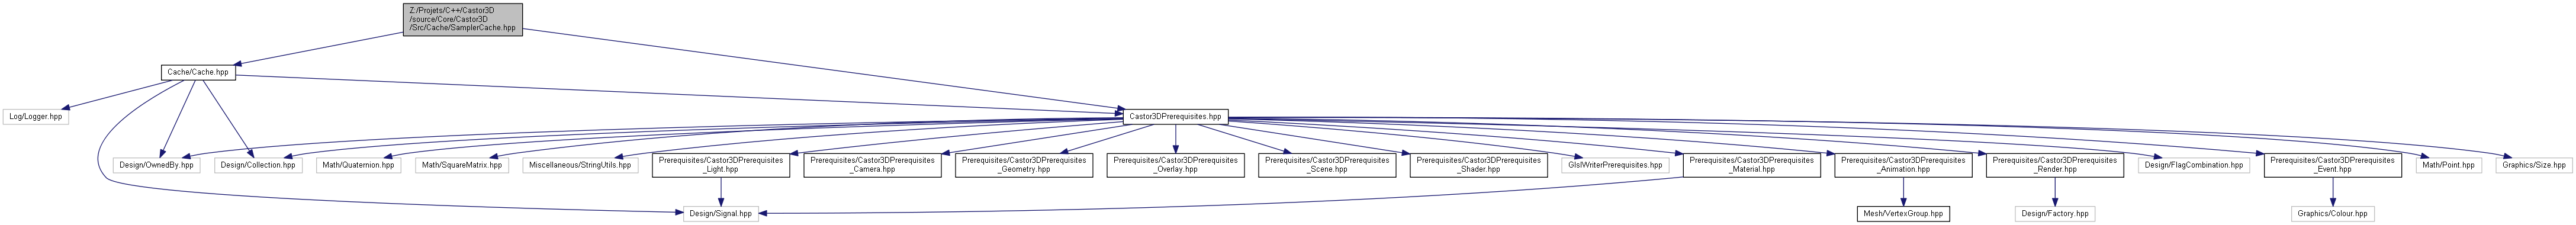 Z:/Projets/C++/Castor3D
/source/Core/Castor3D
/Src/Cache/SamplerCache.hpp
Cache/Cache.hpp
Log/Logger.hpp
Castor3DPrerequisites.hpp
Design/OwnedBy.hpp
Design/Collection.hpp
Math/Quaternion.hpp
Math/SquareMatrix.hpp
Miscellaneous/StringUtils.hpp
Prerequisites/Castor3DPrerequisites
_Light.hpp
Prerequisites/Castor3DPrerequisites
_Camera.hpp
Prerequisites/Castor3DPrerequisites
_Geometry.hpp
Prerequisites/Castor3DPrerequisites
_Overlay.hpp
Prerequisites/Castor3DPrerequisites
_Scene.hpp
Prerequisites/Castor3DPrerequisites
_Shader.hpp
GlslWriterPrerequisites.hpp
Prerequisites/Castor3DPrerequisites
_Material.hpp
Prerequisites/Castor3DPrerequisites
_Animation.hpp
Prerequisites/Castor3DPrerequisites
_Render.hpp
Design/FlagCombination.hpp
Prerequisites/Castor3DPrerequisites
_Event.hpp
Math/Point.hpp
Graphics/Size.hpp
Design/Signal.hpp
Mesh/VertexGroup.hpp
Design/Factory.hpp
Graphics/Colour.hpp